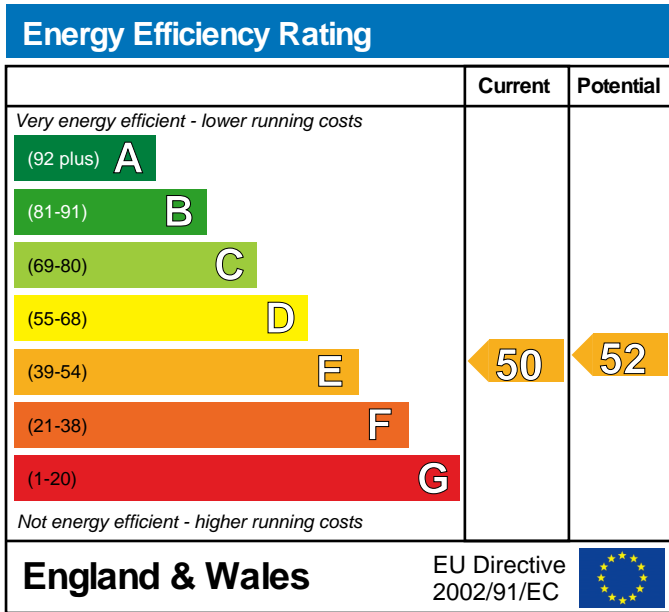 Energy Efficiency Rating
Current Potential
Very energy efficient - lower running costs
(92 plus) A
(81-91) B
(69-80) C
(55-68) D
(39-54) E 50 52
(21-38) F
(1-20) G
Not energy efficient - higher running costs
England & Wales
EU Directive
2002/91/EC